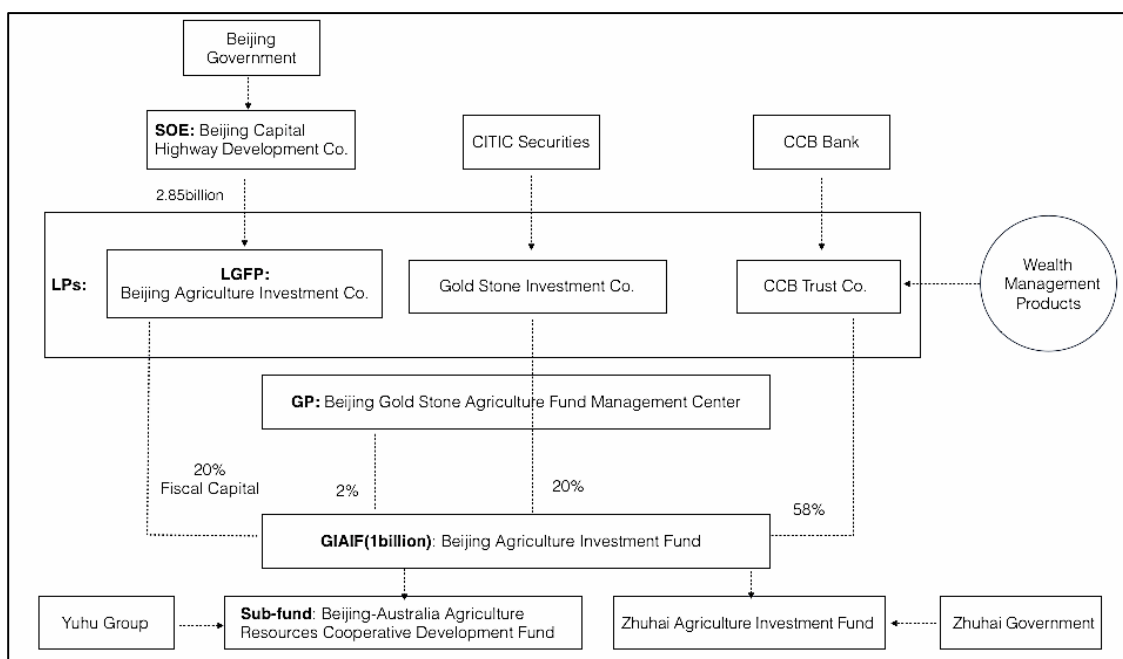 Beijing
Government
SOE: Beijing Capital
Highway Development Co.
CITIC Securities
CCB Bank
2.85billion
LPs:
LGFP:
Beijing Agriculture Investment Co.
Gold Stone Investment Co.
CCB Trust Co.
Wealth
Management
Products
GP: Beijing Gold Stone Agriculture Fund Management Center
20%
Fiscal Capital
2%
20%
58%
GIAIF(1billion): Beijing Agriculture Investment Fund
Yuhu Group
Sub-fund: Beijing-Australia Agriculture
Resources Cooperative Development Fund
Zhuhai Agriculture Investment Fund
Zhuhai Government